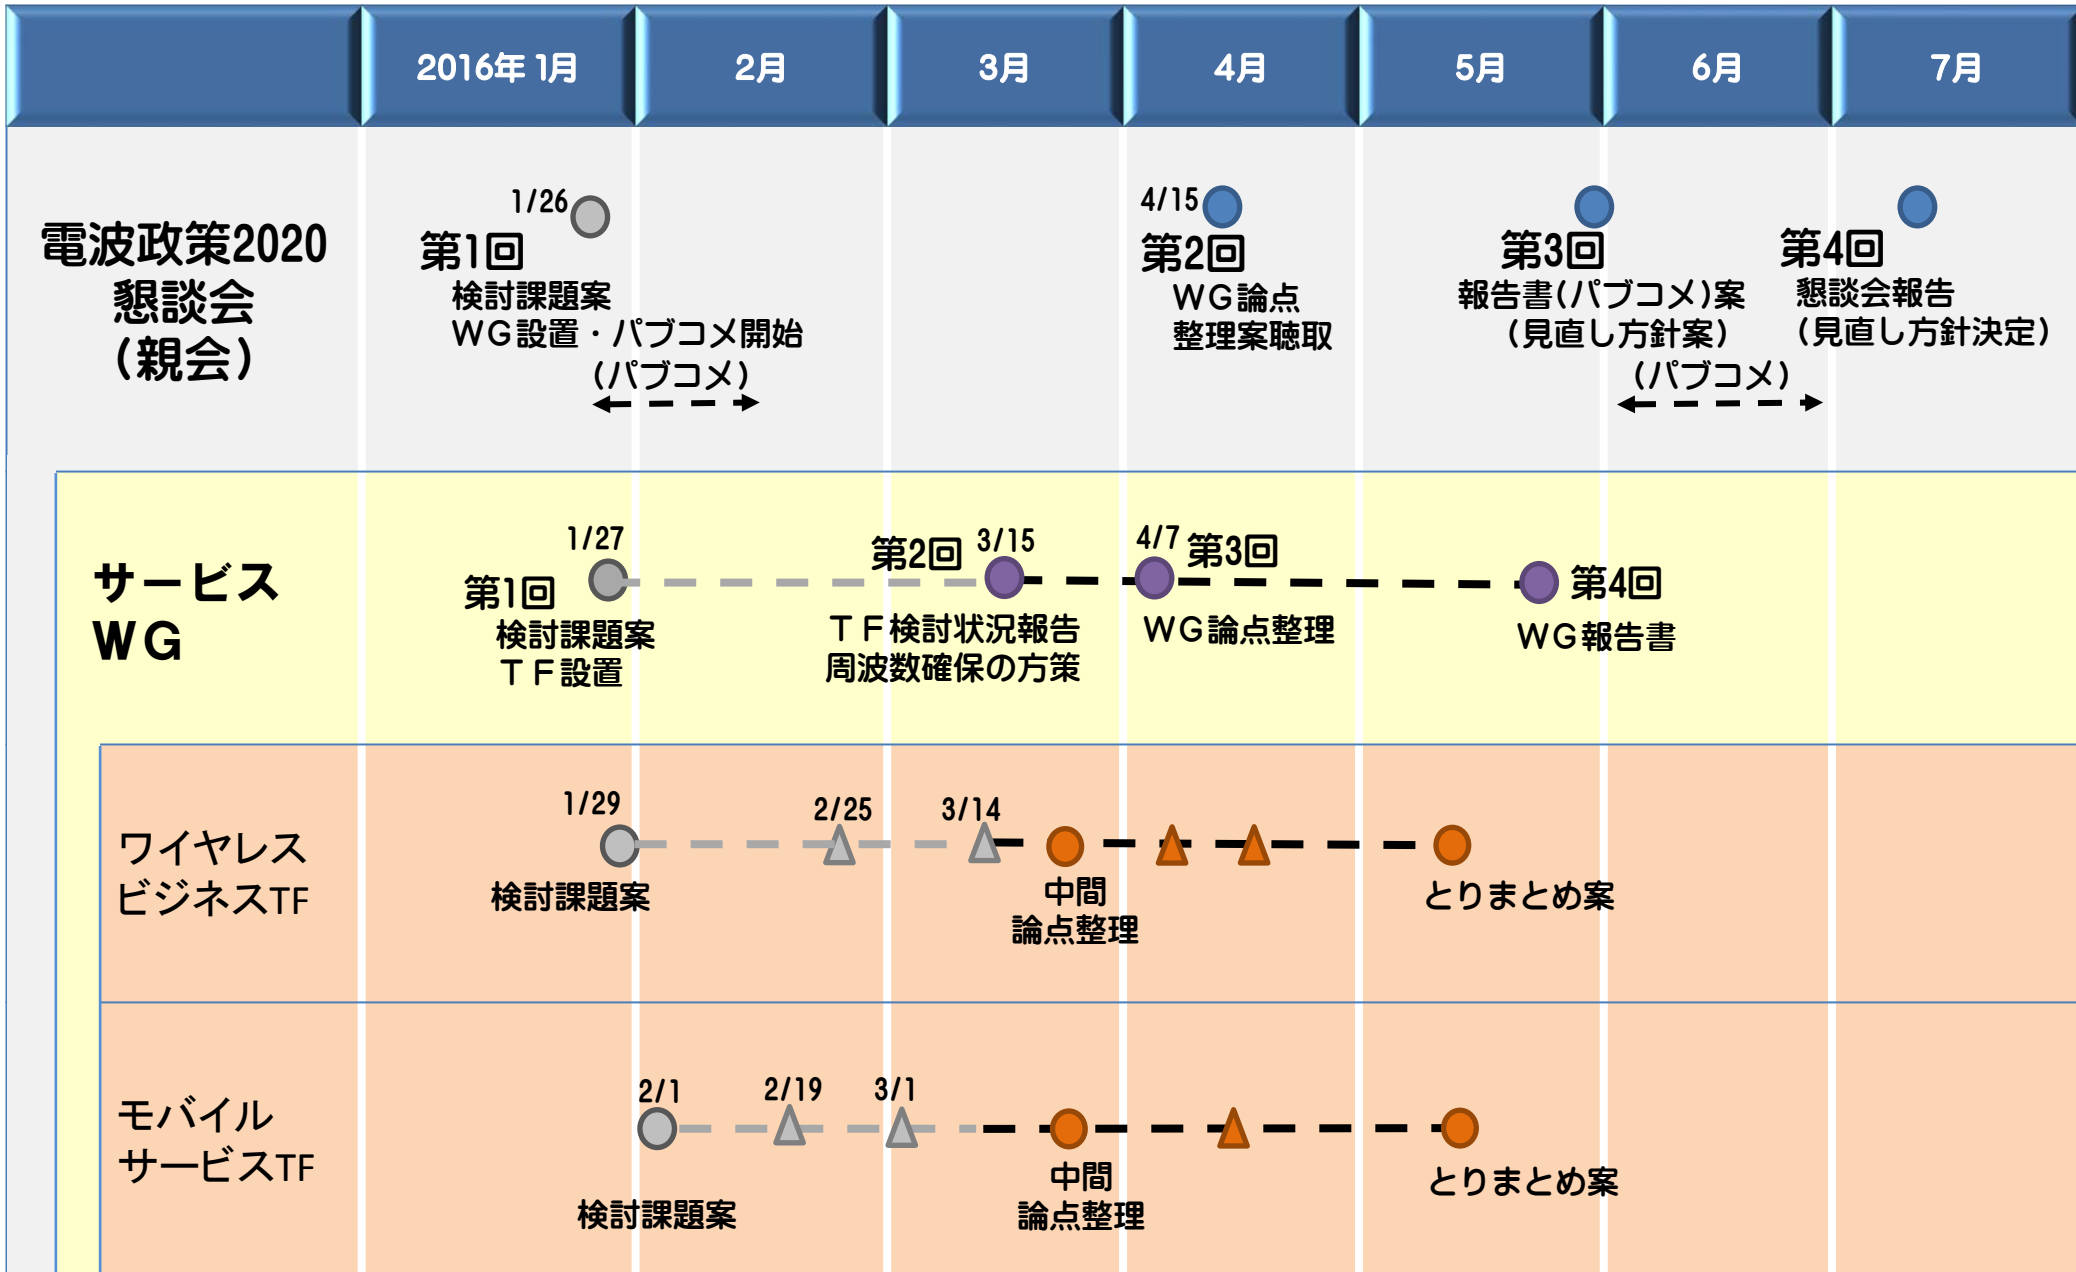 2016年 1月
2月
3月
4月
5月
6月
7月
電波政策2020
懇談会
（親会）
1/26
第1回
検討課題案
ＷＧ設置・パブコメ開始
（パブコメ）
4/15
第2回
ＷＧ論点
整理案聴取
第3回
報告書(パブコメ)案
（見直し方針案）
（パブコメ）
第4回
懇談会報告
（見直し方針決定）
サービス
ＷＧ
1/27
第1回
検討課題案
ＴＦ設置
第2回
3/15
ＴＦ検討状況報告
周波数確保の方策
4/7
第3回
ＷＧ論点整理
第4回
ＷＧ報告書
ワイヤレス
ビジネスTF
1/29
検討課題案
2/25
3/14
中間
論点整理
とりまとめ案
モバイル
サービスTF
2/1
検討課題案
2/19
3/1
中間
論点整理
とりまとめ案